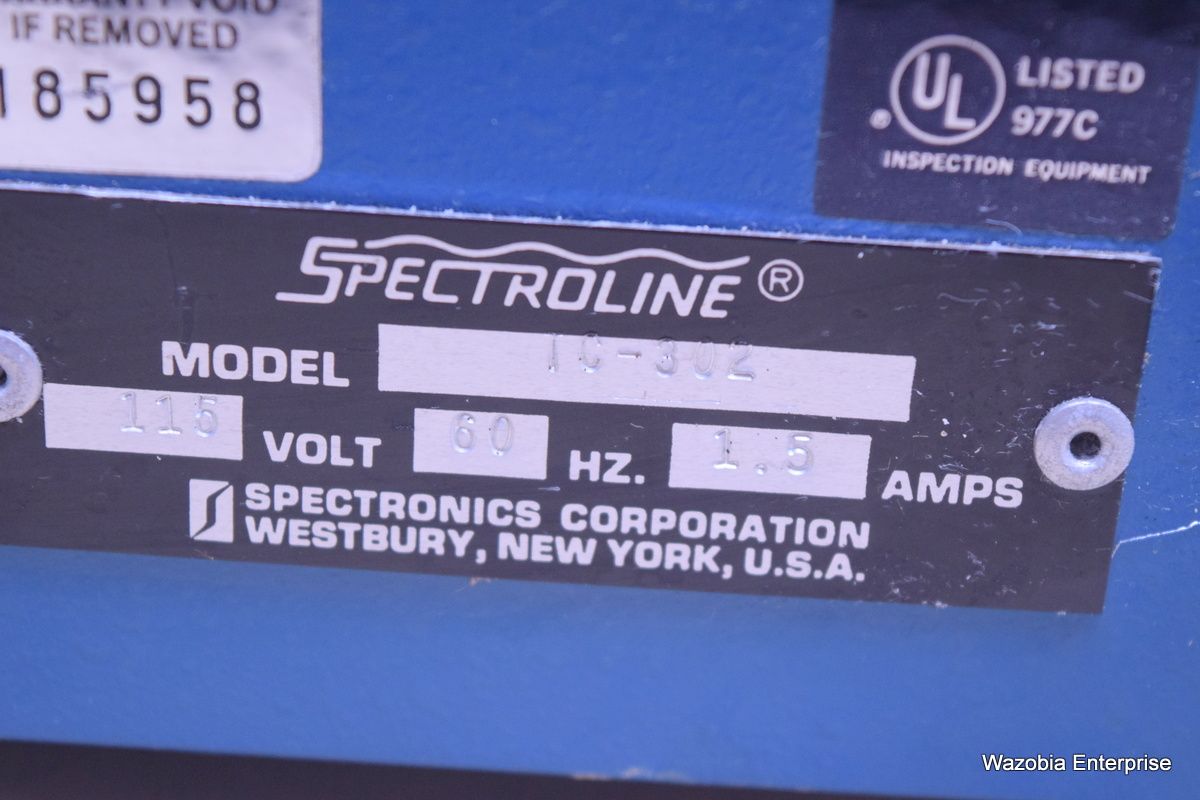 IF REMOVED
185958
UL LISTED
® 977C
INSPECTION EQUIPMENT
SPECTROLINE ®
MODEL TC-302
115 VOLT 60 HZ. 1.5 AMPS
SPECTRONICS CORPORATION
WESTBURY, NEW YORK, U.S.A.
Wazobia Enterprise